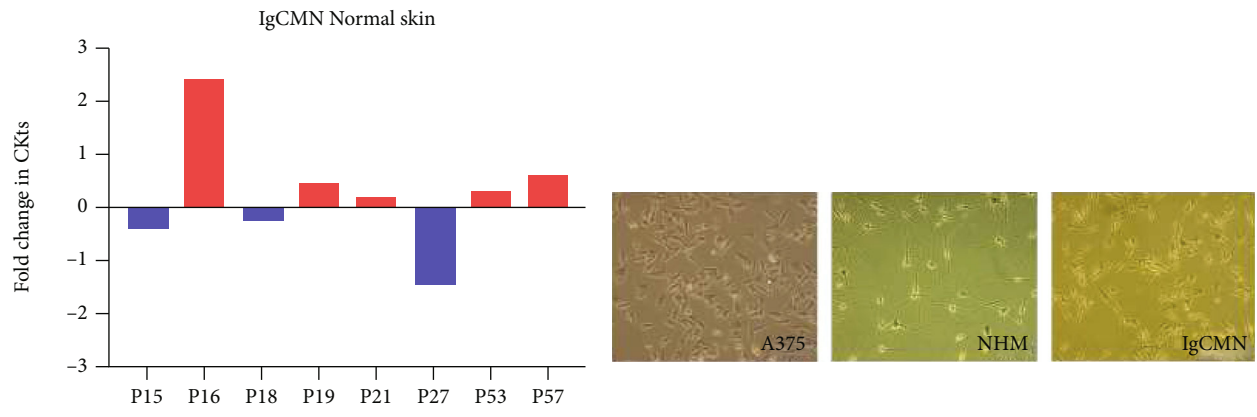 IgCMN Normal skin
Fold change in CKts
3
2
1
0
−1
−2
−3
P15 P16 P18 P19 P21 P27 P53 P57
A375 NHM IgCMN